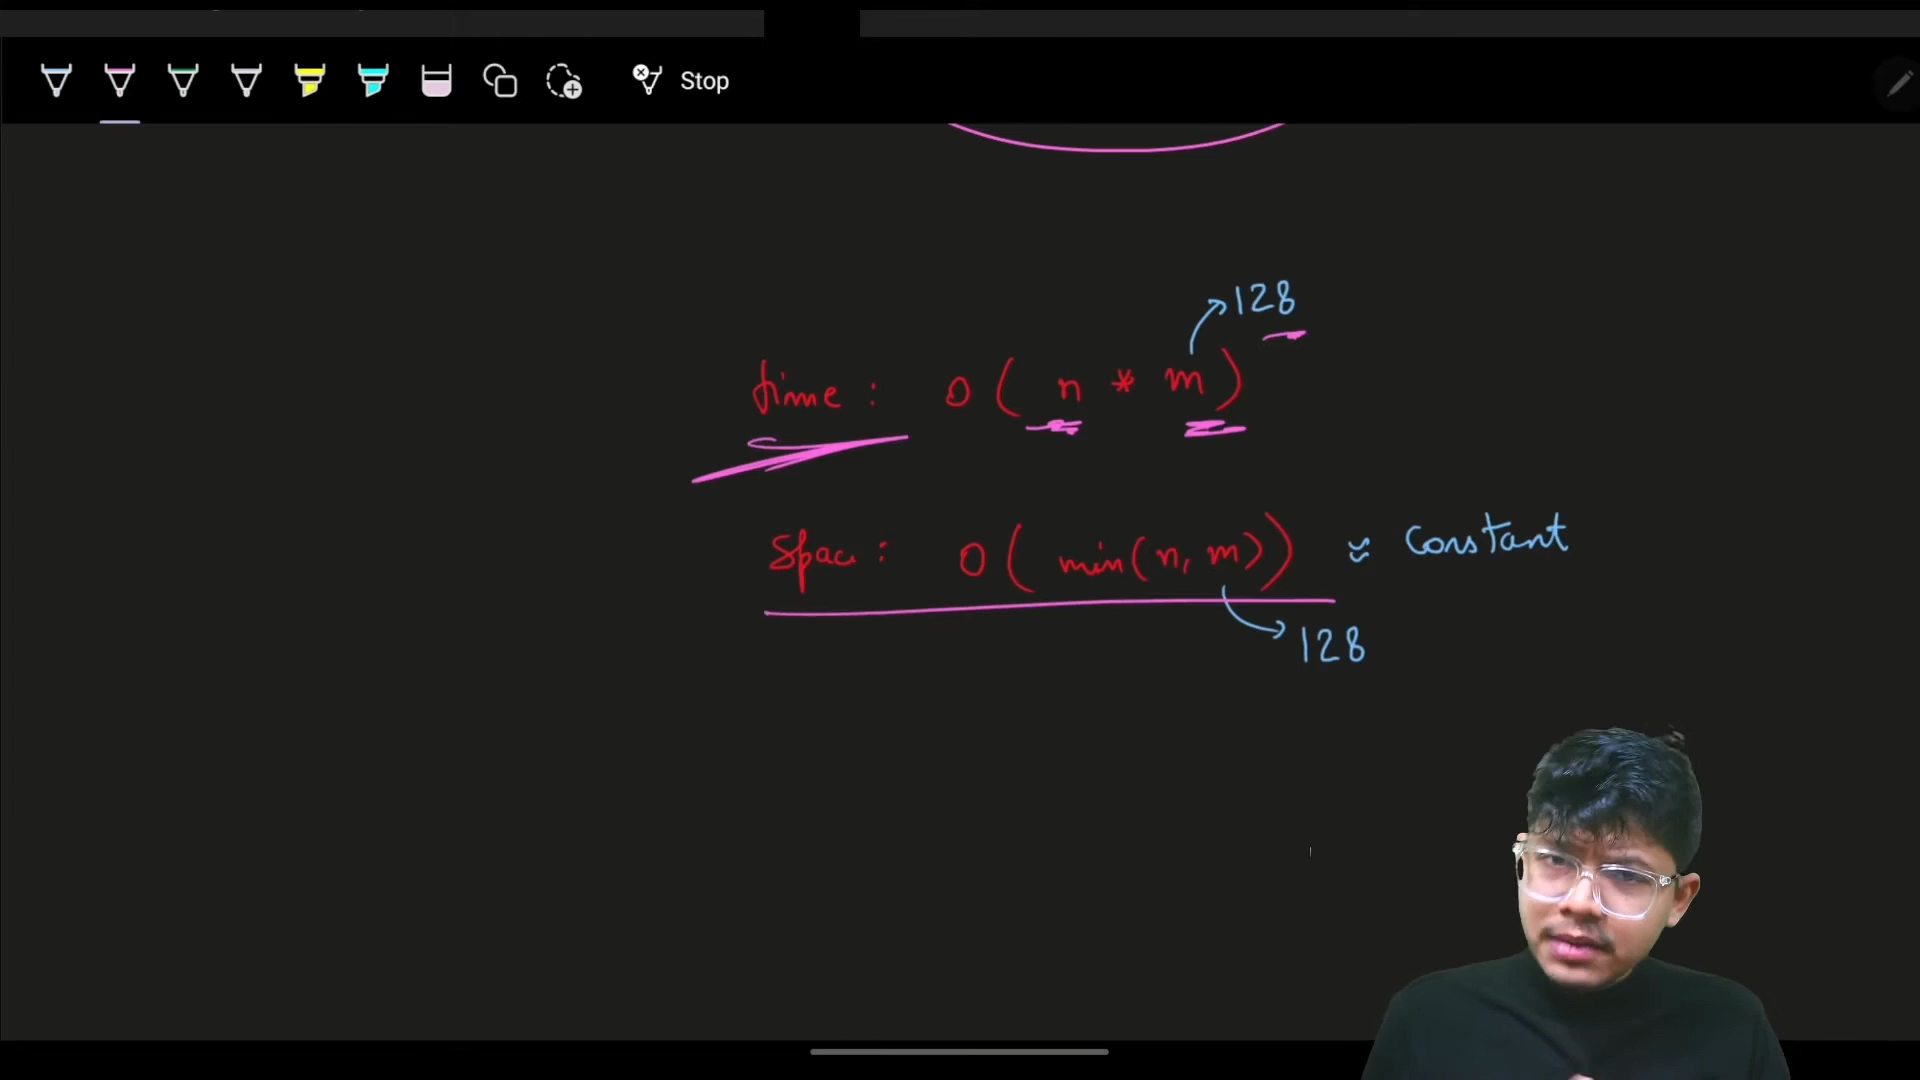 Stop
128
time : O ( n * m )
Space : O ( min(n, m) ) ≈ Constant
128